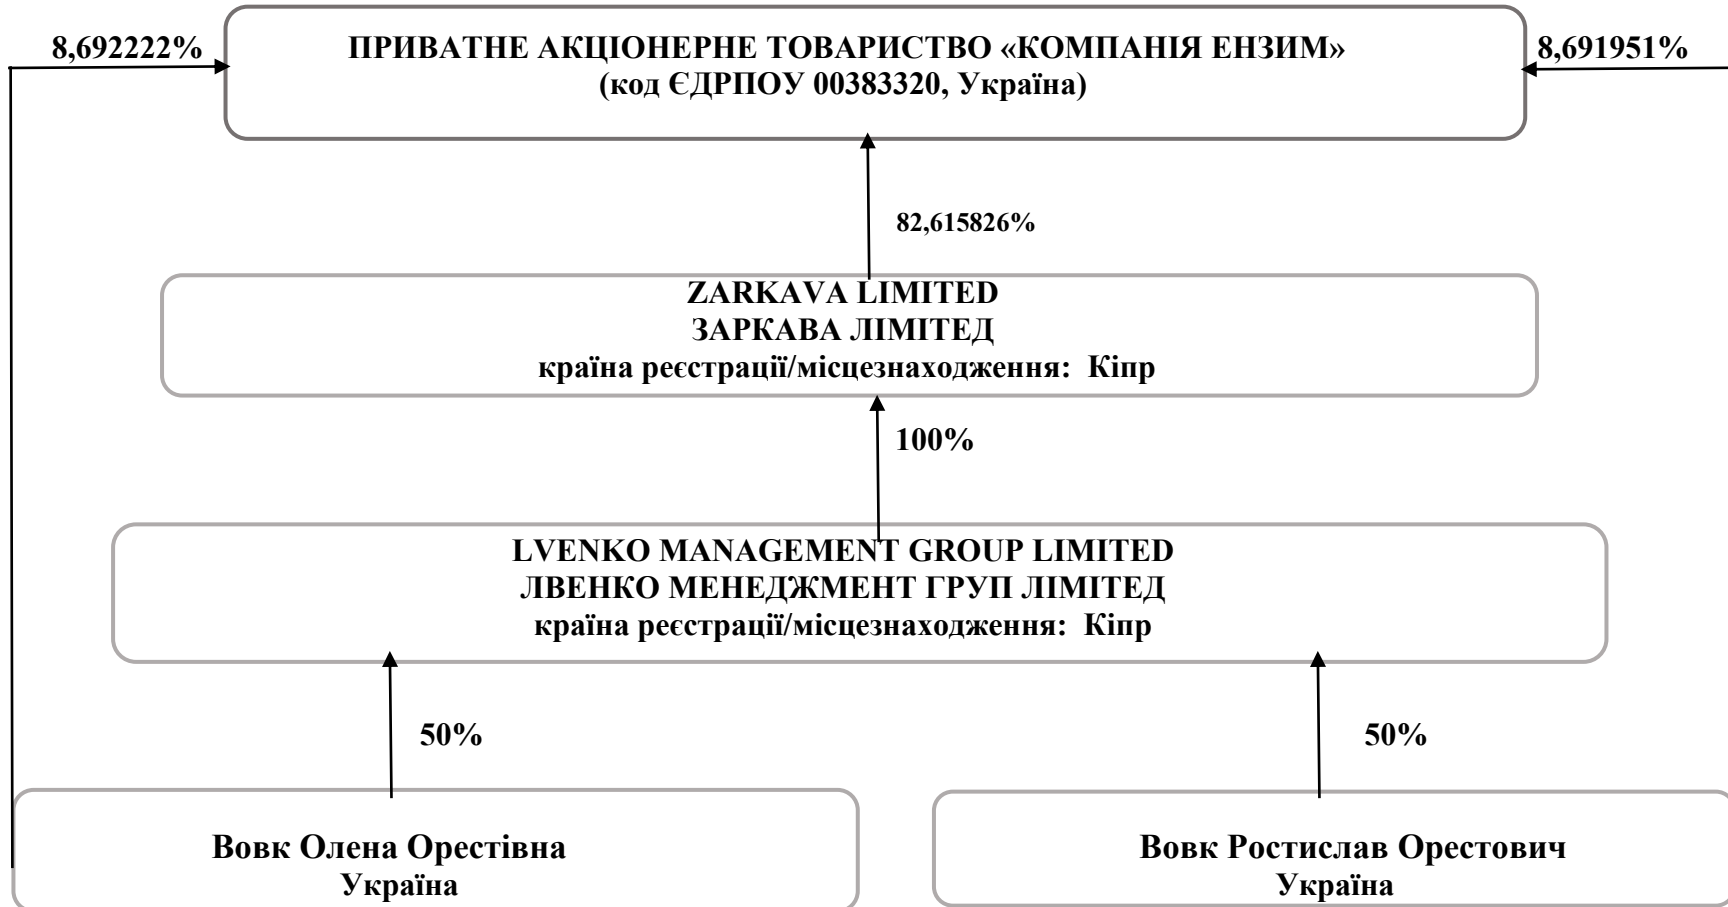 8,692222%
ПРИВАТНЕ АКЦІОНЕРНЕ ТОВАРИСТВО «КОМПАНІЯ ЕНЗИМ»
(код ЄДРПОУ 00383320, Україна)
8,691951%
82,615826%
ZARKAVA LIMITED
ЗАРКАВА ЛІМІТЕД
країна реєстрації/місцезнаходження: Кіпр
100%
LVENKO MANAGEMENT GROUP LIMITED
ЛВЕНКО МЕНЕДЖМЕНТ ГРУП ЛІМІТЕД
країна реєстрації/місцезнаходження: Кіпр
50%
50%
Вовк Олена Орестівна
Україна
Вовк Ростислав Орестович
Україна